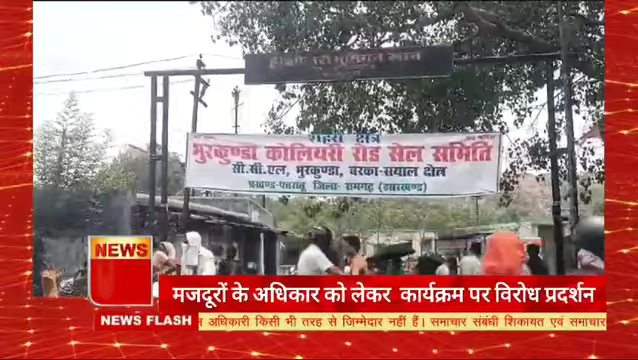 शहरी क्षेत्र
भुरकुण्डा कोलियरी रोड सेल समिति
सी.सी.एल, भुरकुण्डा, बरका-सयाल क्षेत्र
प्रखण्ड-पतरातू जिला- रामगढ़ (झारखण्ड)
NEWS
मजदूरों के अधिकार को लेकर कार्यक्रम पर विरोध प्रदर्शन
NEWS FLASH
अधिकारी किसी भी तरह से जिम्मेदार नहीं हैं। समाचार संबंधी शिकायत एवं समाचार